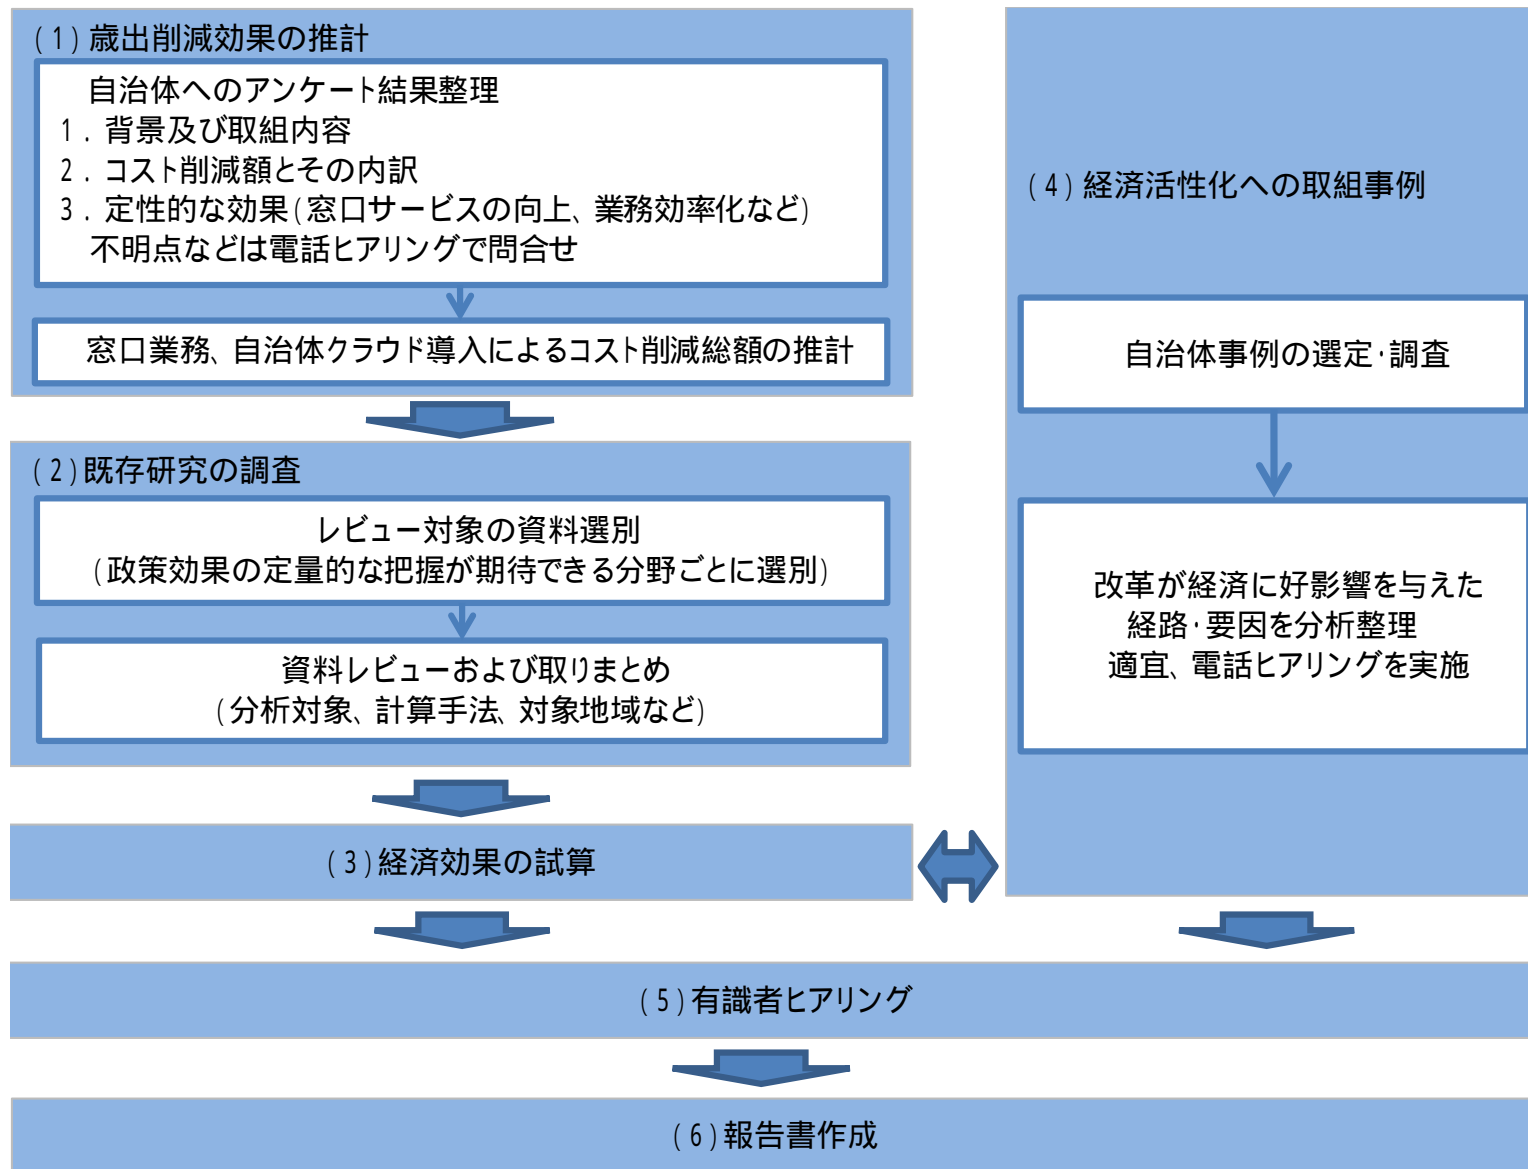 (1)歳出削減効果の推計
自治体へのアンケート結果整理
1.背景及び取組内容
2.コスト削減額とその内訳
3.定性的な効果(窓口サービスの向上、業務効率化など)
不明点などは電話ヒアリングで問合せ
窓口業務、自治体クラウド導入によるコスト削減総額の推計
(2)既存研究の調査
レビュー対象の資料選別
(政策効果の定量的な把握が期待できる分野ごとに選別)
資料レビューおよび取りまとめ
(分析対象、計算手法、対象地域など)
(3)経済効果の試算
(4)経済活性化への取組事例
自治体事例の選定・調査
改革が経済に好影響を与えた
経路・要因を分析整理
適宜、電話ヒアリングを実施
(5)有識者ヒアリング
(6)報告書作成